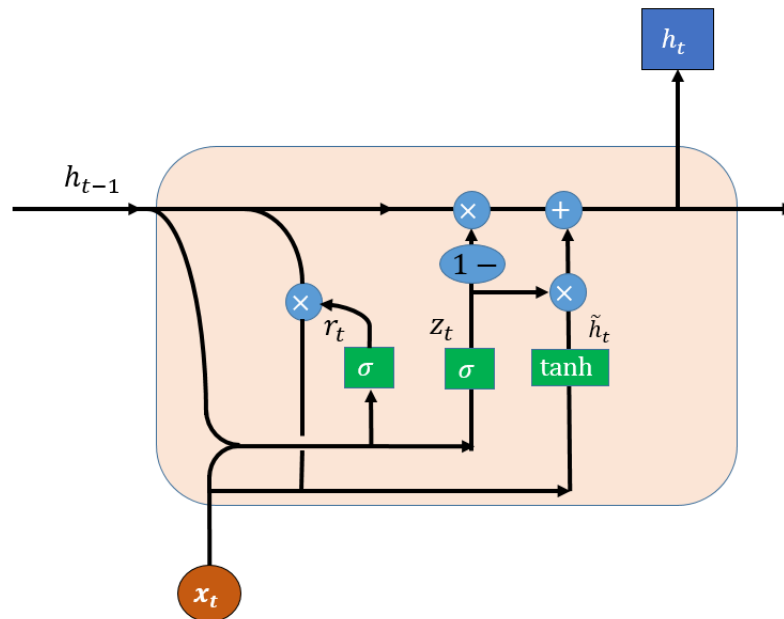 h_t
h_{t-1}
× +
1 −
× ×
r_t z_t h̃_t
σ σ tanh
x_t